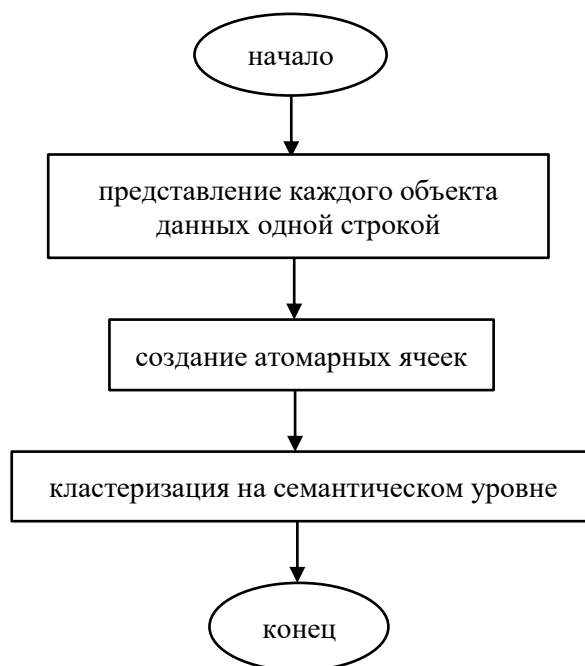 начало
представление каждого объекта
данных одной строкой
создание атомарных ячеек
кластеризация на семантическом уровне
конец